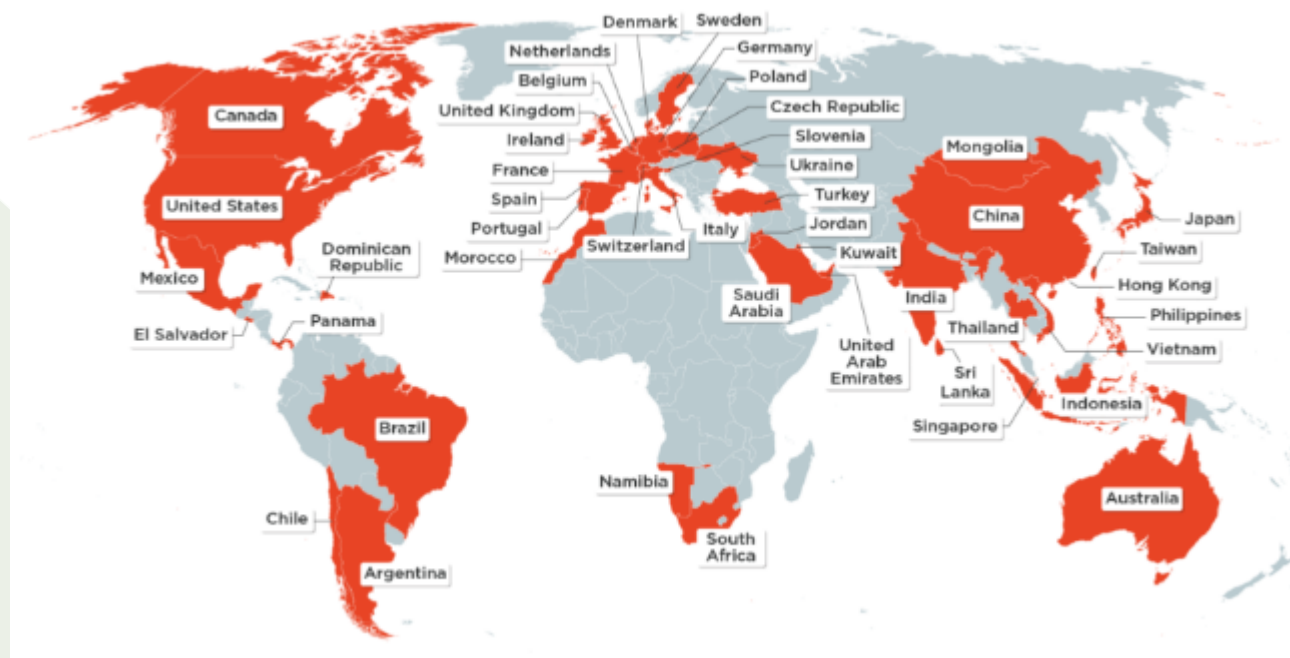 Denmark
Sweden
Netherlands
Germany
Belgium
Poland
United Kingdom
Czech Republic
Canada
Ireland
Slovenia
Mongolia
France
Ukraine
Spain
Turkey
United States
China
Portugal
Switzerland
Italy
Jordan
Japan
Dominican
Republic
Morocco
Kuwait
Taiwan
Mexico
Saudi
Arabia
India
Hong Kong
El Salvador
Panama
Thailand
Philippines
United
Arab
Emirates
Vietnam
Sri
Lanka
Brazil
Singapore
Indonesia
Namibia
Australia
Chile
South
Africa
Argentina